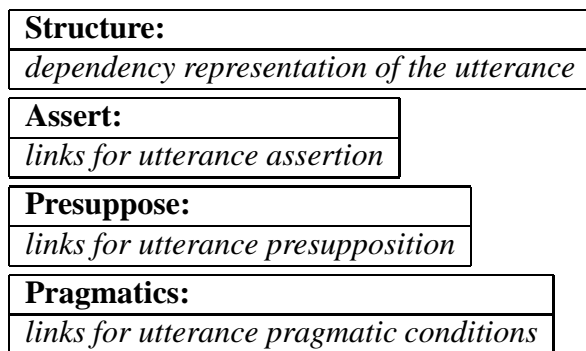 Structure:
dependency representation of the utterance
Assert:
links for utterance assertion
Presuppose:
links for utterance presupposition
Pragmatics:
links for utterance pragmatic conditions